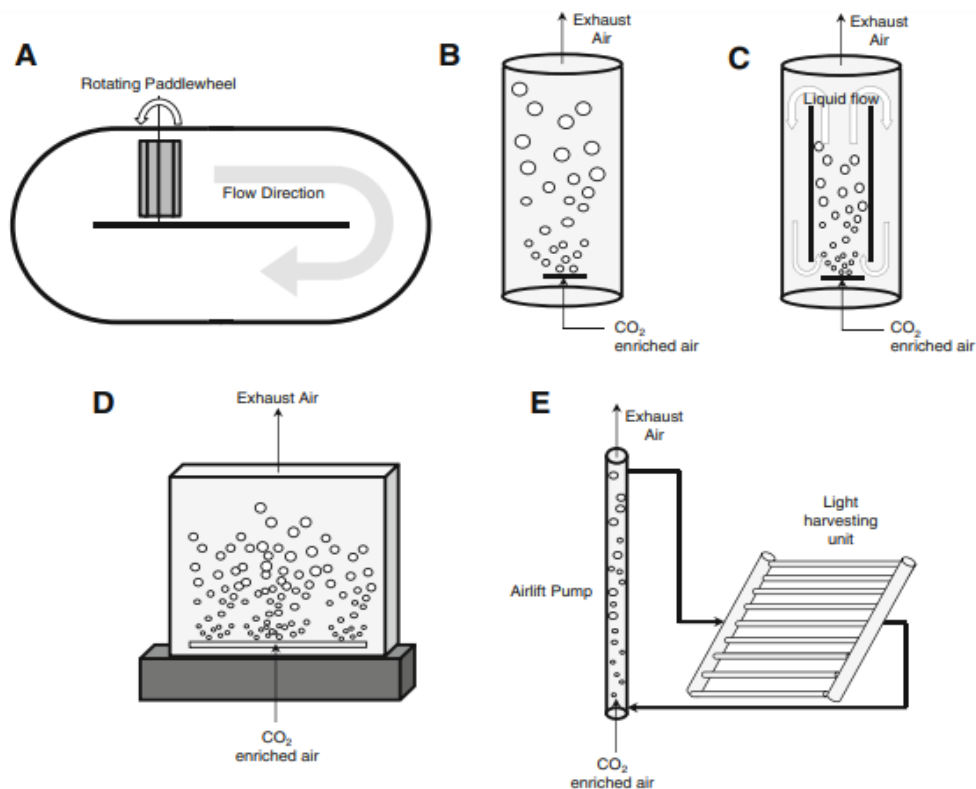 A
Rotating Paddlewheel
Flow Direction
B
Exhaust
Air
CO2
enriched air
C
Exhaust
Air
Liquid flow
CO2
enriched air
D
Exhaust Air
CO2
enriched air
E
Exhaust
Air
Airlift Pump
Light
harvesting
unit
CO2
enriched air